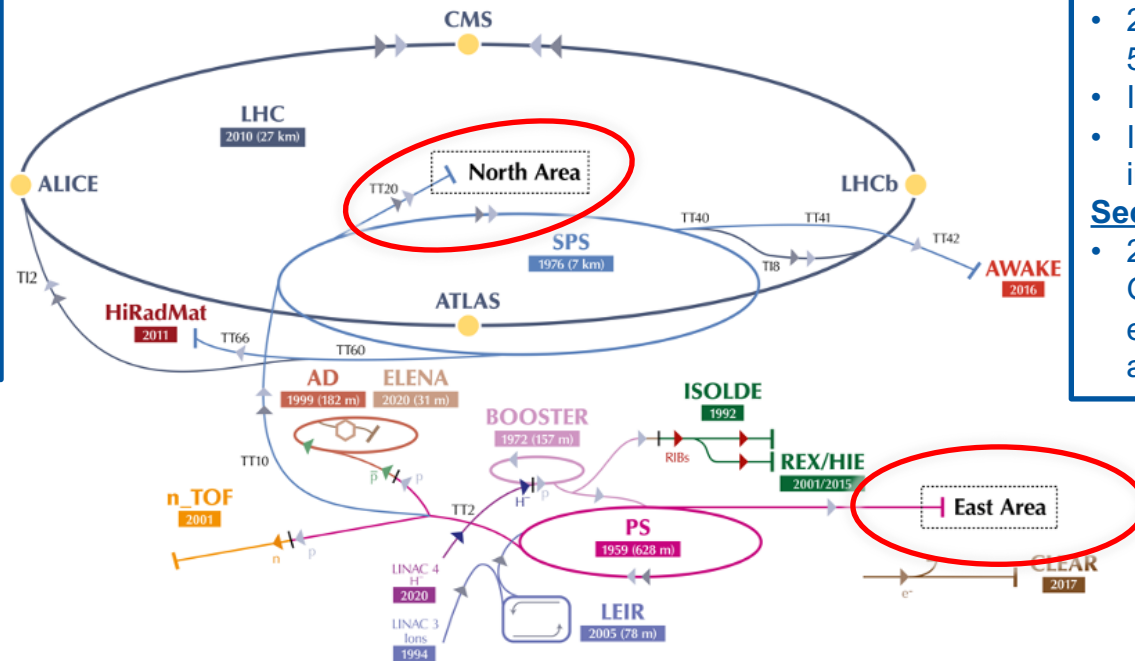 CMS
LHC
2010 (27 km)
North Area
TT20
ALICE
LHCb
TT40
TT41
SPS
1976 (7 km)
TT42
TI2
TI8
AWAKE
2016
ATLAS
HiRadMat
2011
TT66
TT60
AD
1999 (182 m)
ELENA
2020 (31 m)
ISOLDE
1992
BOOSTER
1972 (157 m)
RIBs
REX/HIE
2001/2015
TT10
p̅
p
H⁻
p
East Area
n_TOF
2001
TT2
PS
1959 (628 m)
n
p
LINAC 4
H⁻
2020
CLEAR
2017
e⁻
LEIR
2005 (78 m)
LINAC 3
Ions
1994
• 2
5
• I
• I
i
Sec
• 2
e
a